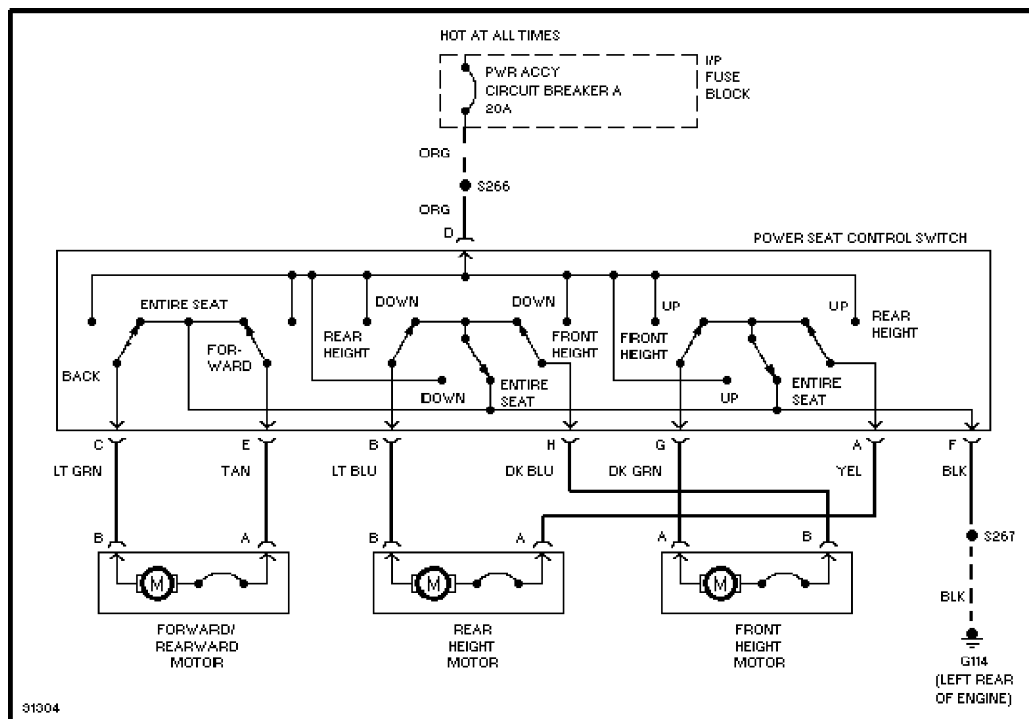 HOT AT ALL TIMES
PWR ACCY
CIRCUIT BREAKER A
20A
I/P
FUSE
BLOCK
ORG
S266
ORG
D
POWER SEAT CONTROL SWITCH
ENTIRE SEAT
BACK
FOR-
WARD
REAR
HEIGHT
DOWN
DOWN
FRONT
HEIGHT
DOWN
ENTIRE
SEAT
UP
FRONT
HEIGHT
UP
REAR
HEIGHT
UP
ENTIRE
SEAT
C
E
B
H
G
A
F
LT GRN
TAN
LT BLU
DK BLU
DK GRN
YEL
BLK
B
A
B
A
A
B
S267
M
M
M
BLK
FORWARD/
REARWARD
MOTOR
REAR
HEIGHT
MOTOR
FRONT
HEIGHT
MOTOR
G114
(LEFT REAR
OF ENGINE)
91304